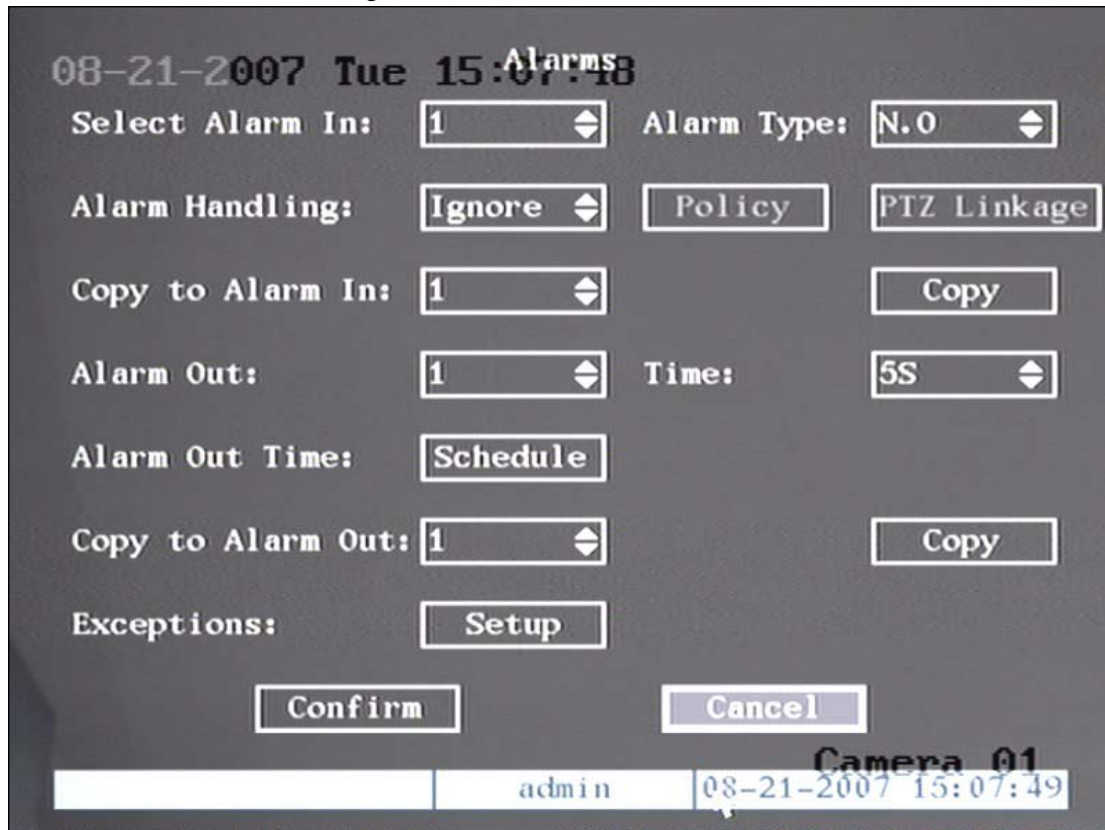 Alarms
08-21-2007 Tue 15:07:48
Select Alarm In: 1 Alarm Type: N.O
Alarm Handling: Ignore Policy PTZ Linkage
Copy to Alarm In: 1 Copy
Alarm Out: 1 Time: 5S
Alarm Out Time: Schedule
Copy to Alarm Out: 1 Copy
Exceptions: Setup
Confirm Cancel
Camera 01
admin 08-21-2007 15:07:49